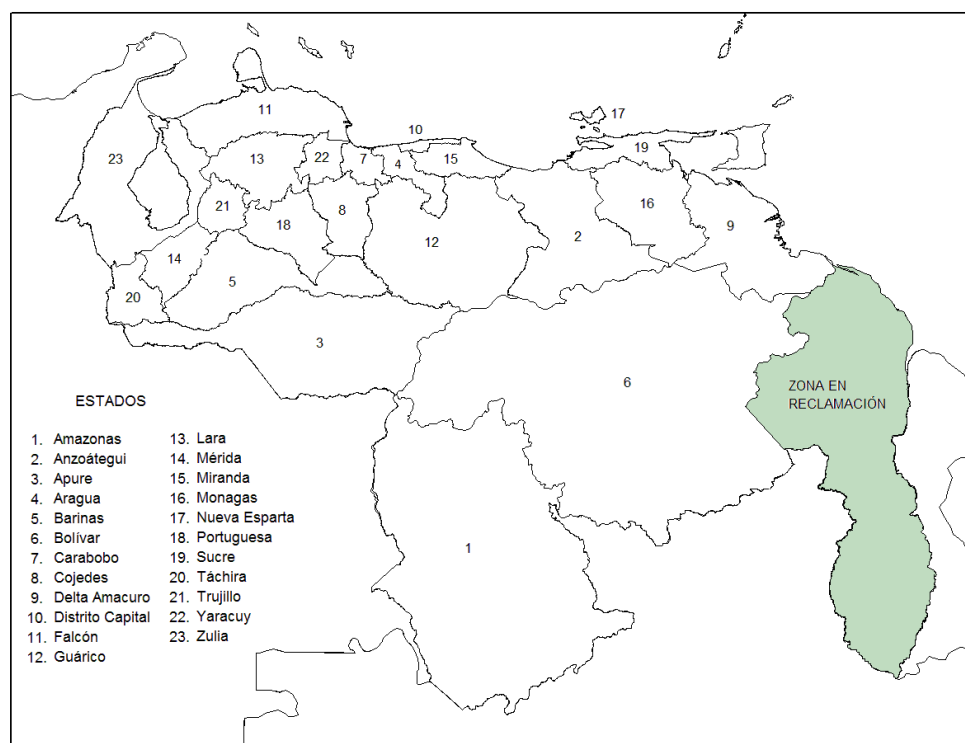 11
10
17
23
13
22
7
4
15
19
21
18
8
16
14
12
2
9
5
20
3
6
ZONA EN
RECLAMACIÓN
1
ESTADOS
1. Amazonas
2. Anzoátegui
3. Apure
4. Aragua
5. Barinas
6. Bolívar
7. Carabobo
8. Cojedes
9. Delta Amacuro
10. Distrito Capital
11. Falcón
12. Guárico
13. Lara
14. Mérida
15. Miranda
16. Monagas
17. Nueva Esparta
18. Portuguesa
19. Sucre
20. Táchira
21. Trujillo
22. Yaracuy
23. Zulia